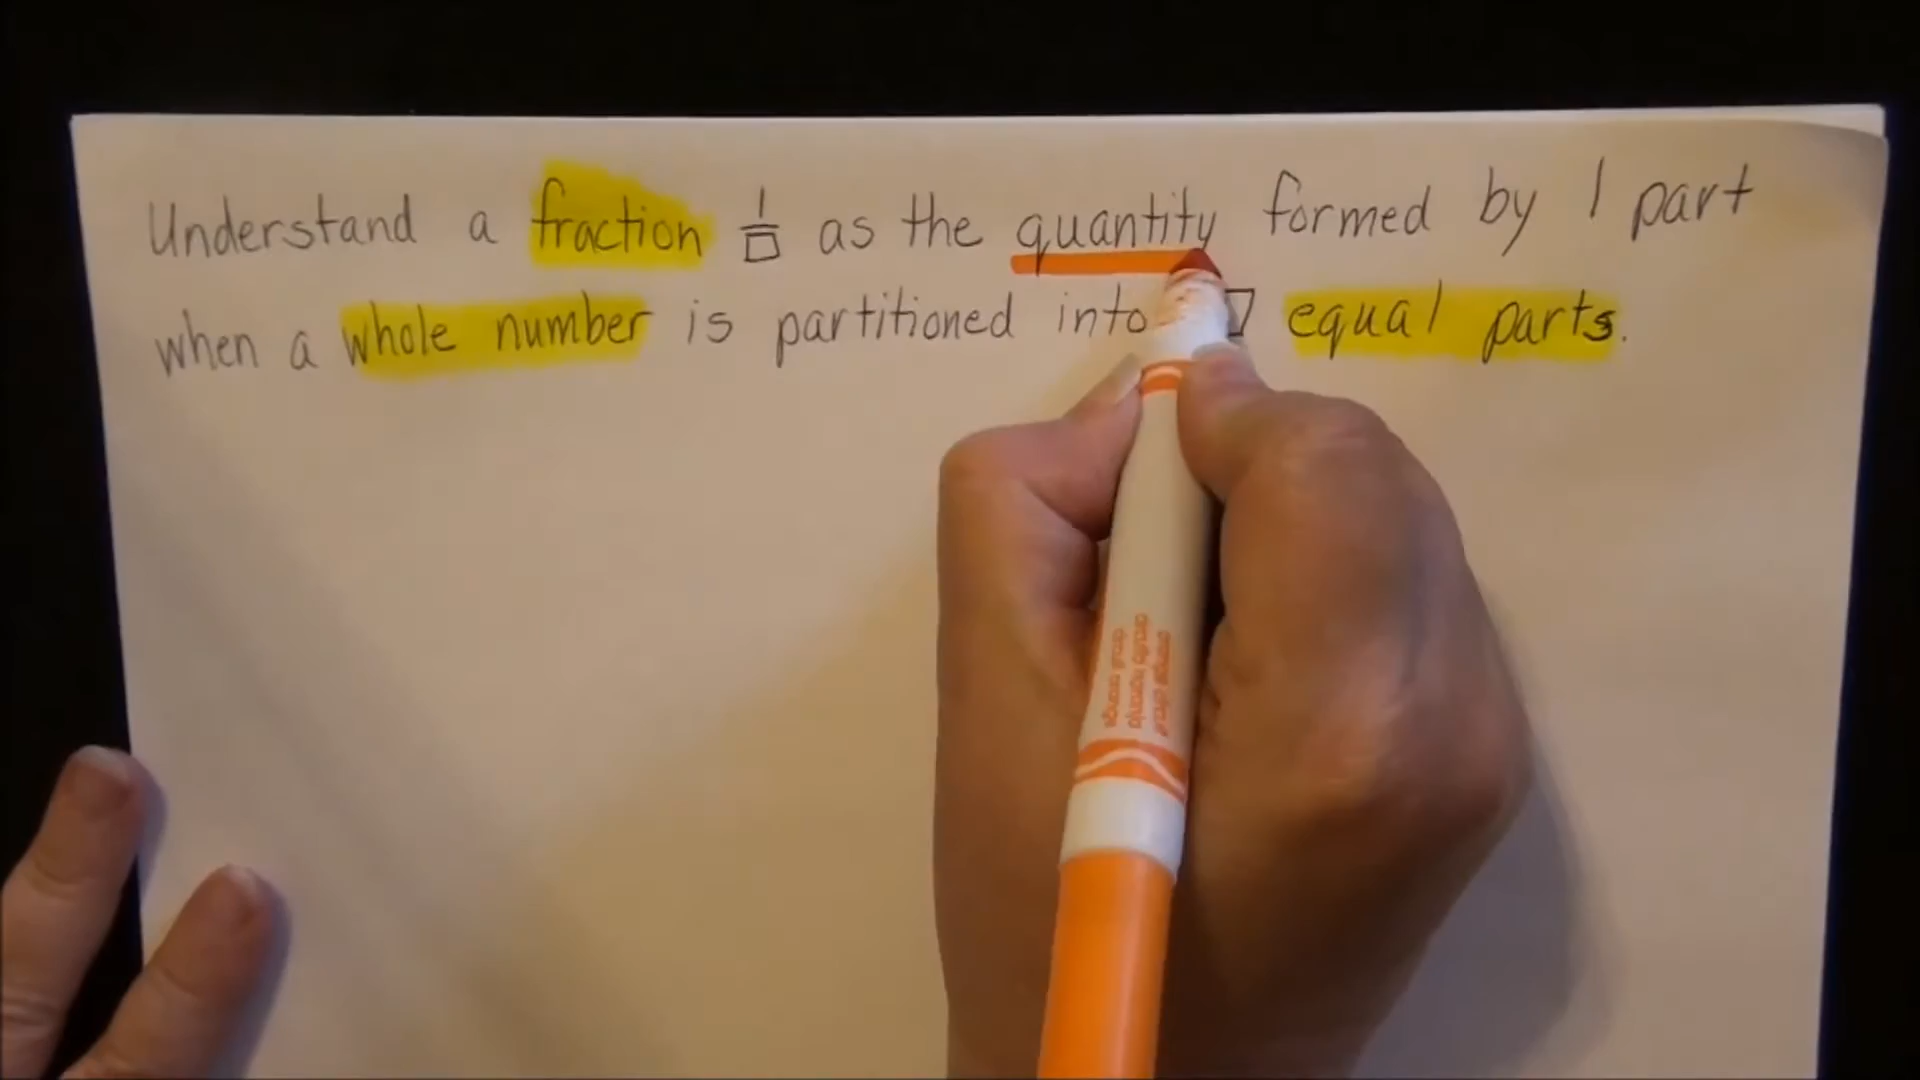 Understand a fraction 1/□ as the quantity formed by 1 part
when a whole number is partitioned into □ equal parts.